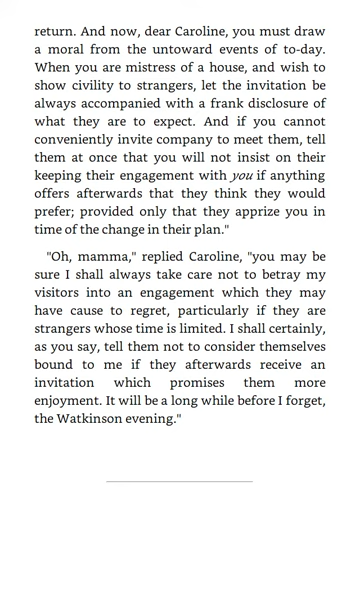 return. And now, dear Caroline, you must draw
a moral from the untoward events of to-day.
When you are mistress of a house, and wish to
show civility to strangers, let the invitation be
always accompanied with a frank disclosure of
what they are to expect. And if you cannot
conveniently invite company to meet them, tell
them at once that you will not insist on their
keeping their engagement with you if anything
offers afterwards that they think they would
prefer; provided only that they apprize you in
time of the change in their plan."
"Oh, mamma," replied Caroline, "you may be
sure I shall always take care not to betray my
visitors into an engagement which they may
have cause to regret, particularly if they are
strangers whose time is limited. I shall certainly,
as you say, tell them not to consider themselves
bound to me if they afterwards receive an
invitation which promises them more
enjoyment. It will be a long while before I forget,
the Watkinson evening."